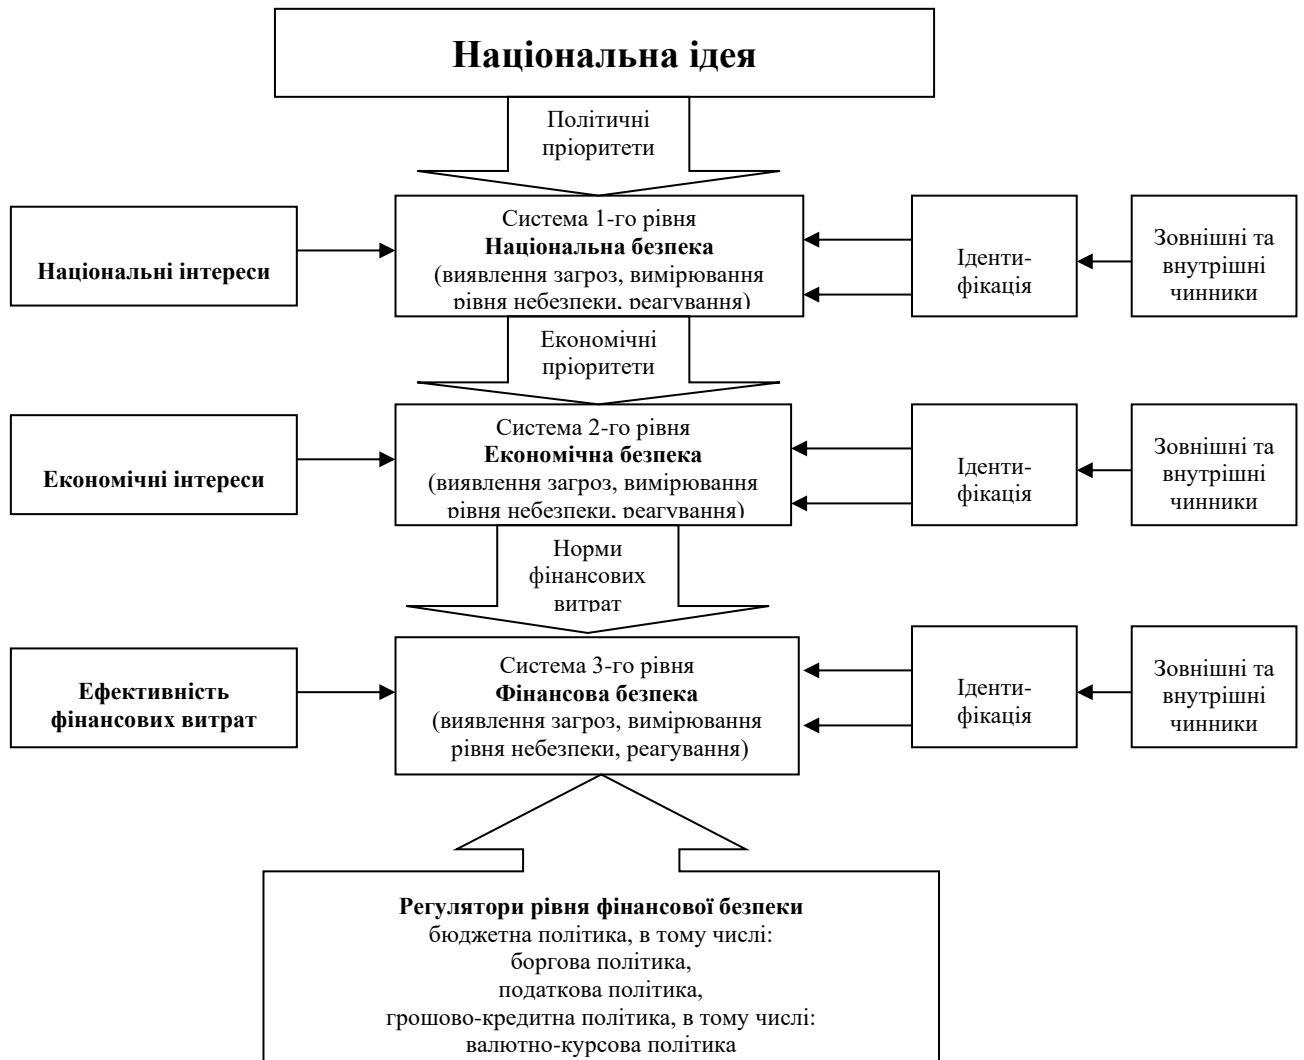 Національна ідея
Політичні
пріоритети
Національні інтереси
Система 1-го рівня
Національна безпека
(виявлення загроз, вимірювання
рівня небезпеки, реагування)
Іденти-
фікація
Зовнішні та
внутрішні
чинники
Економічні
пріоритети
Економічні інтереси
Система 2-го рівня
Економічна безпека
(виявлення загроз, вимірювання
рівня небезпеки, реагування)
Іденти-
фікація
Зовнішні та
внутрішні
чинники
Норми
фінансових
витрат
Ефективність
фінансових витрат
Система 3-го рівня
Фінансова безпека
(виявлення загроз, вимірювання
рівня небезпеки, реагування)
Іденти-
фікація
Зовнішні та
внутрішні
чинники
Регулятори рівня фінансової безпеки
бюджетна політика, в тому числі:
боргова політика,
податкова політика,
грошово-кредитна політика, в тому числі:
валютно-курсова політика